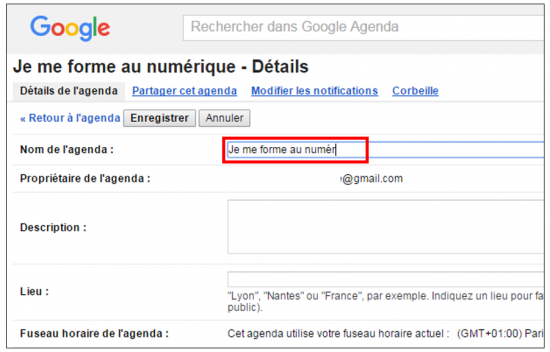 Google
Rechercher dans Google Agenda
Je me forme au numérique - Détails
Détails de l'agenda Partager cet agenda Modifier les notifications Corbeille
« Retour à l'agenda Enregistrer Annuler
Nom de l'agenda : Je me forme au numér
Propriétaire de l'agenda : @gmail.com
Description :
Lieu :
"Lyon", "Nantes" ou "France", par exemple. Indiquez un lieu pour fa
public).
Fuseau horaire de l'agenda : Cet agenda utilise votre fuseau horaire actuel : (GMT+01:00) Pari